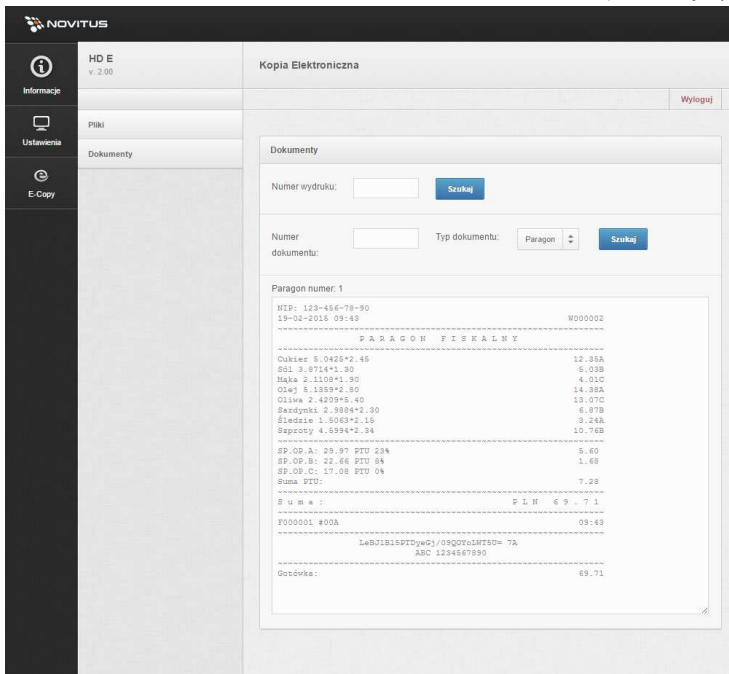 NOVITUS
HD E
v. 2.00
Kopia Elektroniczna
Informacje
Ustawienia
E-Copy
Pliki
Dokumenty
Wyloguj
Dokumenty
Numer wydruku:
Szukaj
Numer dokumentu:
Typ dokumentu:
Paragon
Szukaj
Paragon numer: 1
NIP: 123-456-78-90
19-02-2015 09:43 W000002
P A R A G O N F I S K A L N Y
Cukier 5.0425*2.45 12.35A
Sól 3.8714*1.30 5.03B
Mąka 2.1108*1.90 4.01C
Olej 5.1359*2.80 14.38A
Oliwa 2.4209*5.40 13.07C
Sardynki 2.9884*2.30 6.87B
Śledzie 1.5063*2.15 3.24A
Szproty 4.5994*2.34 10.76B
SP.OP.A: 29.97 PTU 23% 5.60
SP.OP.B: 22.66 PTU 8% 1.68
SP.OP.C: 17.08 PTU 0%
Suma PTU: 7.28
S u m a : P L N 6 9 . 7 1
F000001 #00A 09:43
ABC 1234567890
Gotówka: 69.71